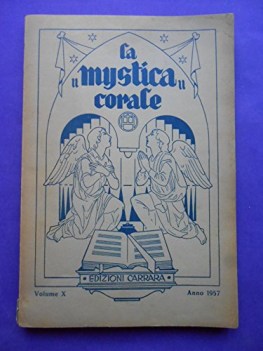 la
"mystica"
corale
• EDIZIONI CARRARA •
Volume X Anno 1957